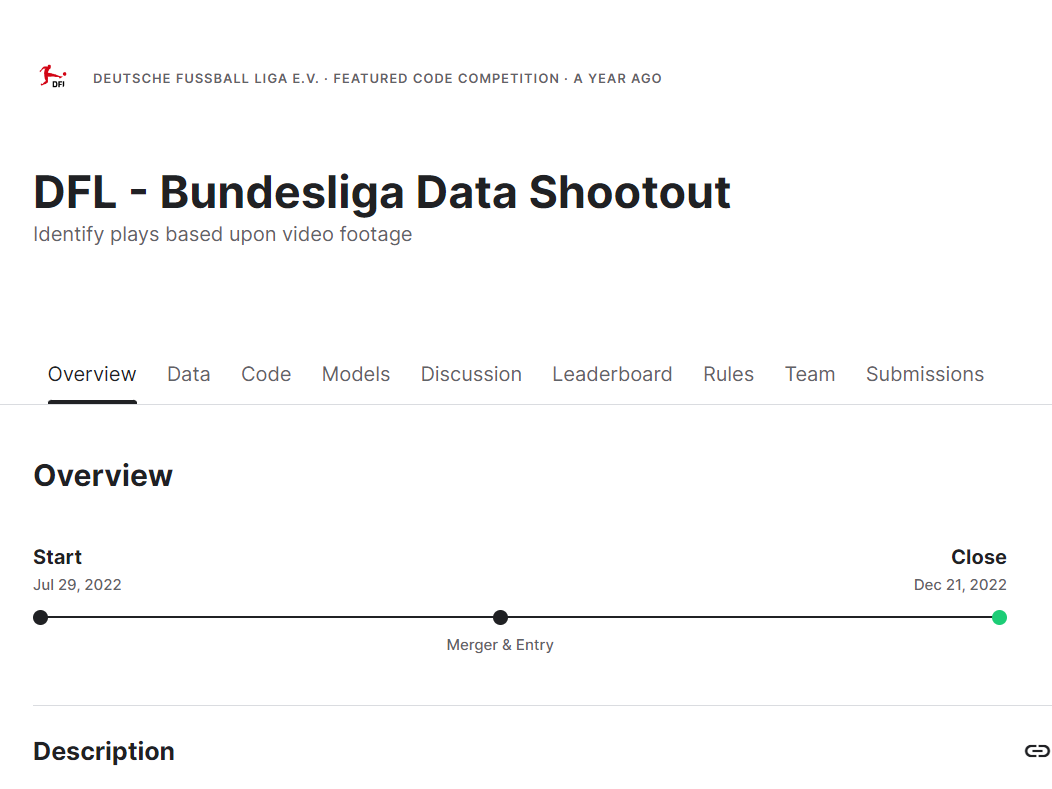 DFL
DEUTSCHE FUSSBALL LIGA E.V. · FEATURED CODE COMPETITION · A YEAR AGO
DFL - Bundesliga Data Shootout
Identify plays based upon video footage
Overview Data Code Models Discussion Leaderboard Rules Team Submissions
Overview
Start Close
Jul 29, 2022 Dec 21, 2022
Merger & Entry
Description